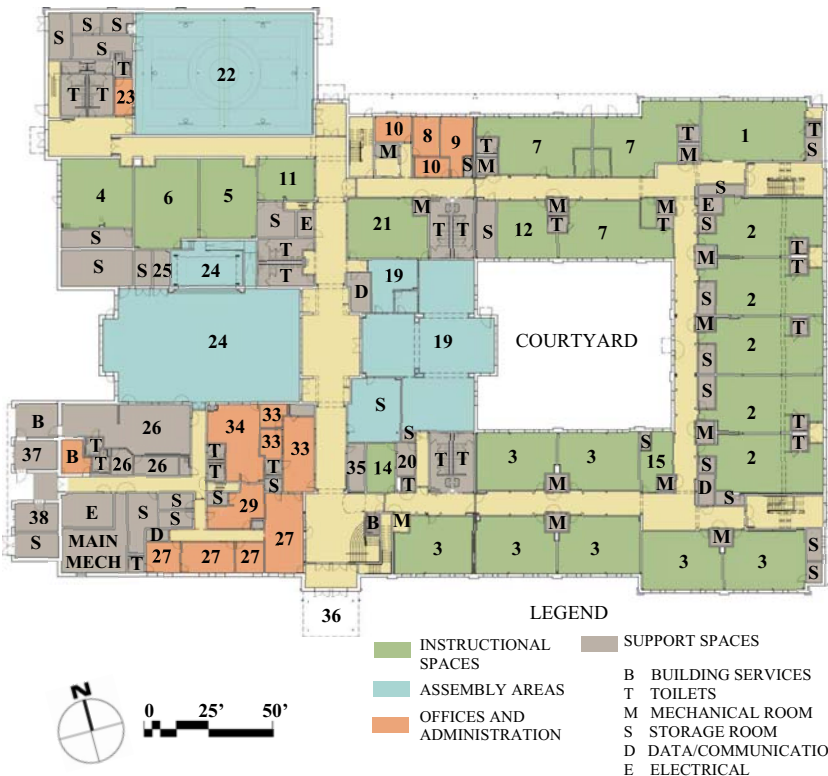 S S S
S
T
22
T T 23
10 8 9 T 7 7 T 1 T
M 10 S M M S
4 6 5 11
S
S E E
S
21 M T T S 12 M T 7 M T
2
T
S
T
T
S S 25 24
M
T
D 19
2
S
24
19
COURTYARD
M
2
T
S
S
S
2
T
M
T
B
26
34 33
33 33
S
37 B T
T
26 26
T
T
T
S
35 14 20
T
T T
3 3
S
15
M
M
S
2
D
S
38
S
E
S S
S
S
29
27
M
B M
M
MAIN
MECH
D
T
27 27 27
3 3 3
M
3 3
S
S
36
LEGEND
INSTRUCTIONAL
SPACES
ASSEMBLY AREAS
OFFICES AND
ADMINISTRATION
SUPPORT SPACES
B BUILDING SERVICES
T TOILETS
M MECHANICAL ROOM
S STORAGE ROOM
D DATA/COMMUNICATIO
E ELECTRICAL
N
0 25' 50'